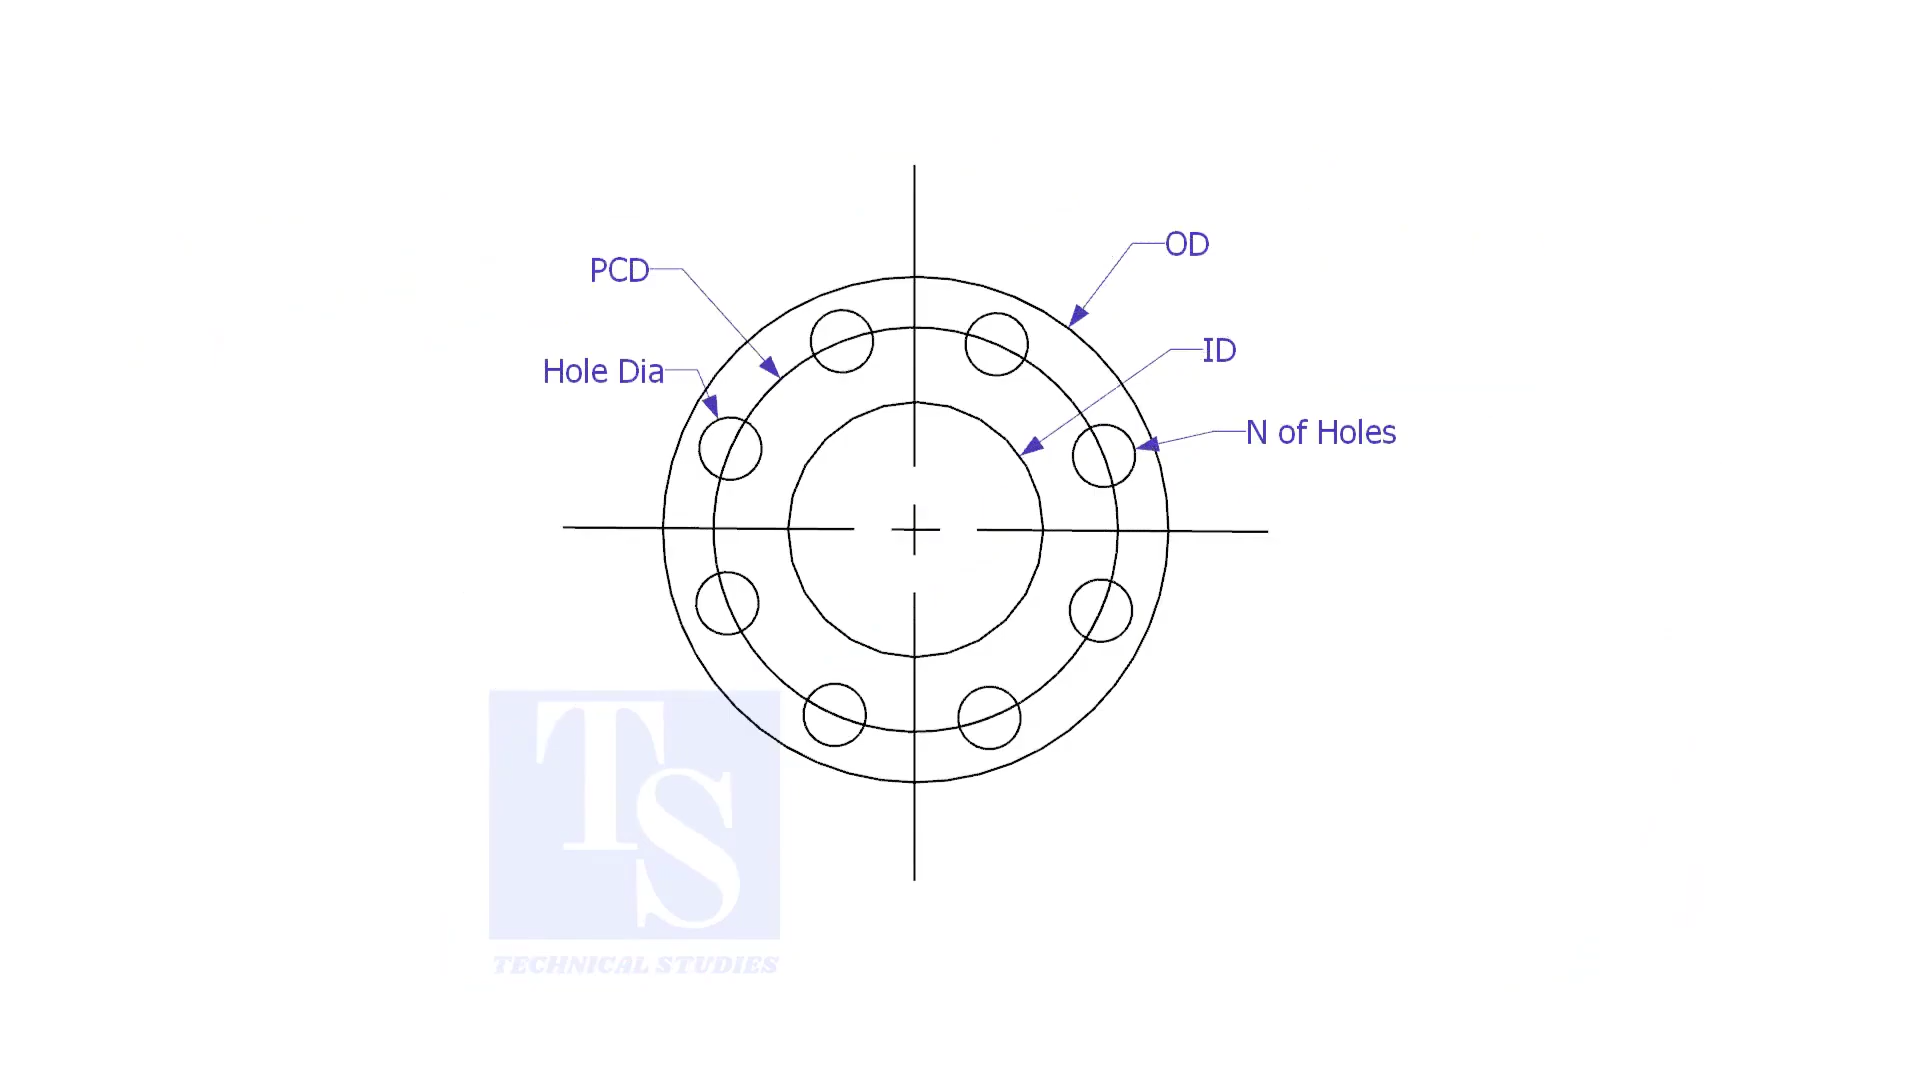 OD
PCD
ID
Hole Dia
N of Holes
TS
TECHNICAL STUDIES